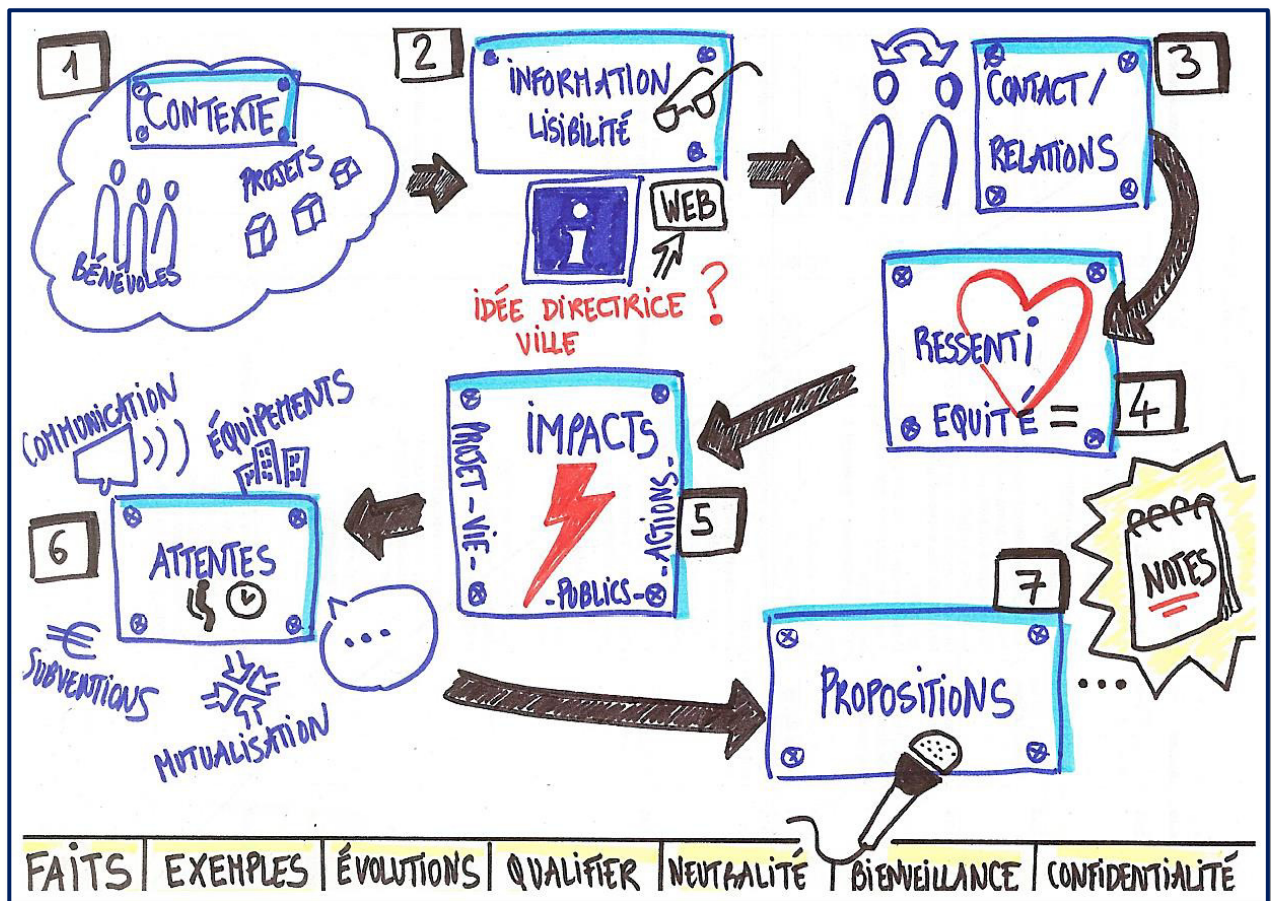 1
CONTEXTE
PROJETS
BÉNÉVOLES
2
INFORMATION
LISIBILITÉ
i
WEB
IDÉE DIRECTRICE ?
VILLE
3
CONTACT/
RELATIONS
RESSENTI
EQUITÉ =
4
IMPACTS
PROJET - VIE -
- PUBLICS -
ACTIONS -
5
COMMUNICATION
ÉQUIPEMENTS
6
ATTENTES
...
€
SUBVENTIONS
MUTUALISATION
7
PROPOSITIONS
...
NOTES
FAITS | EXEMPLES | ÉVOLUTIONS | QUALIFIER | NEUTRALITÉ | BIENVEILLANCE | CONFIDENTIALITÉ